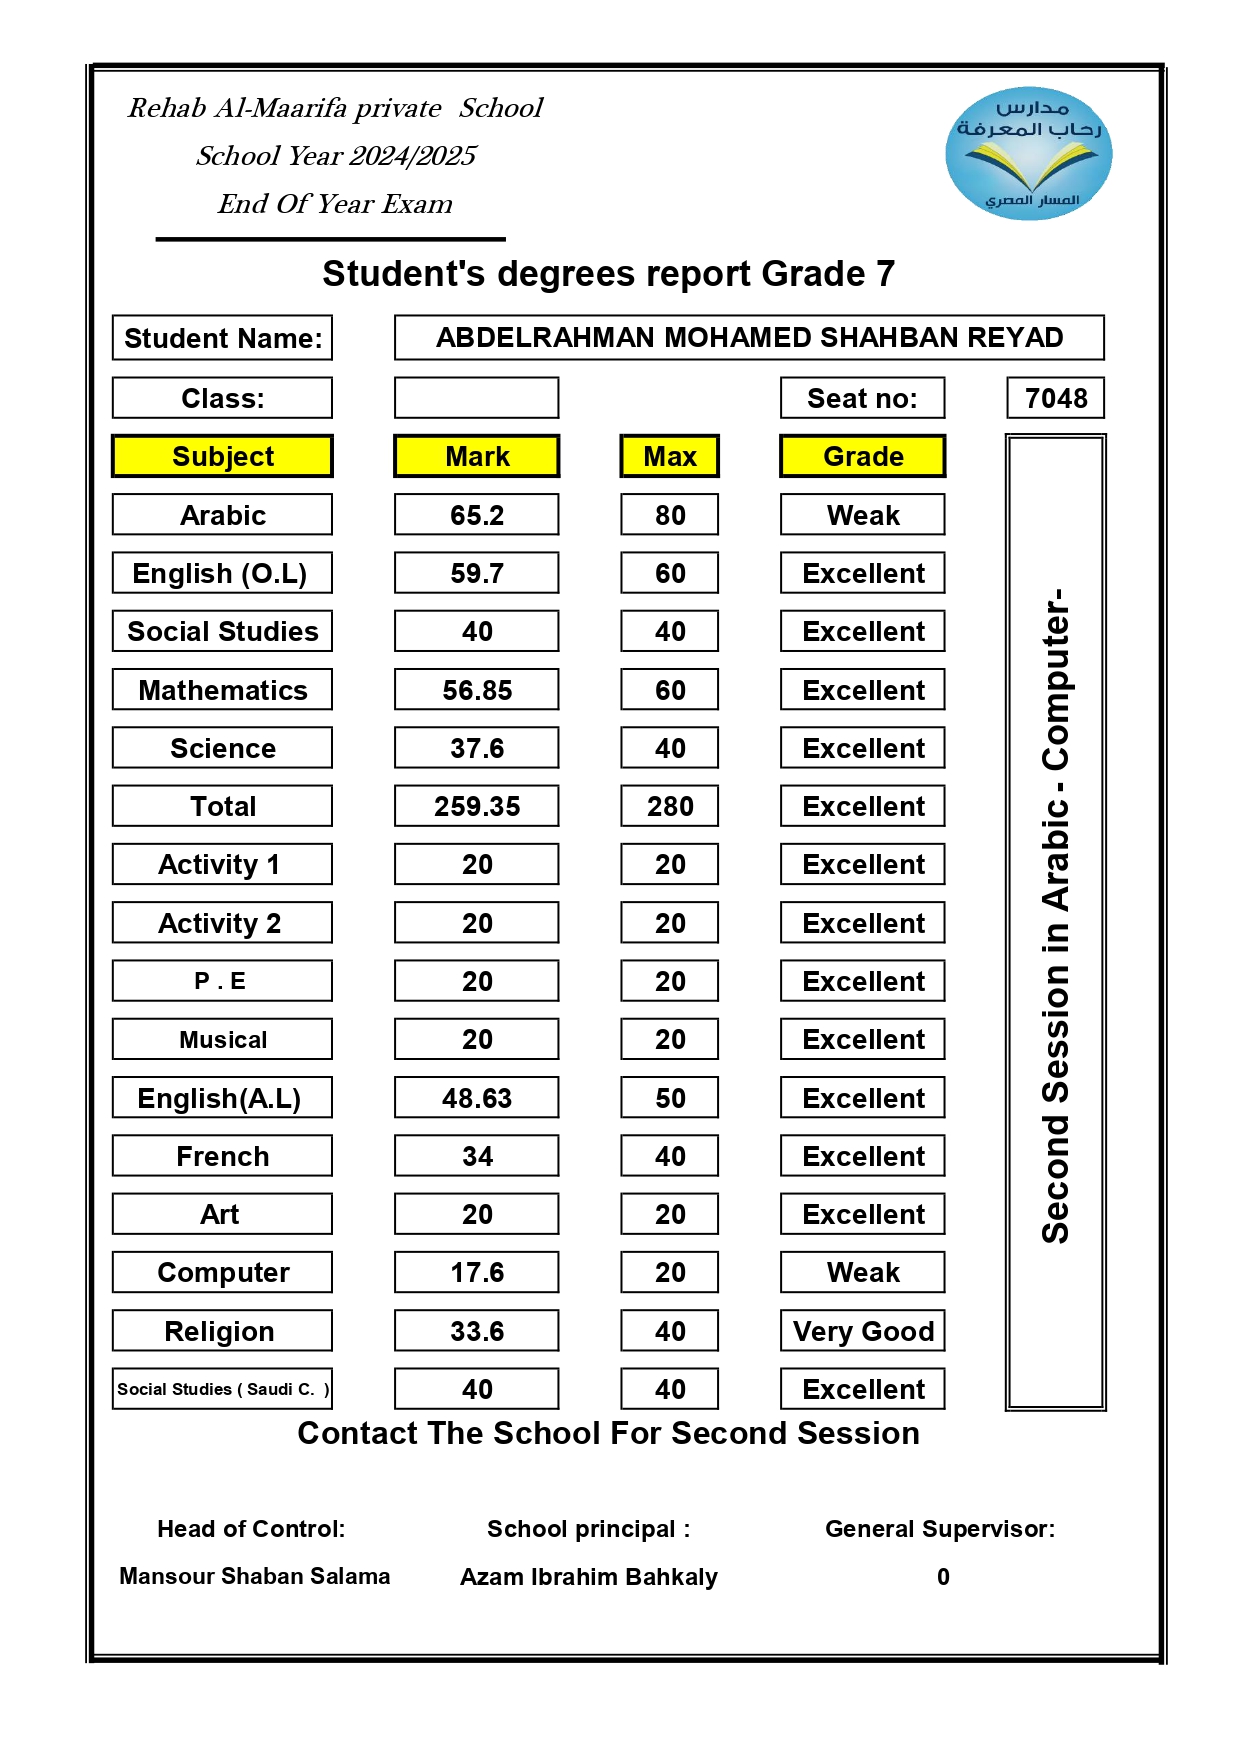 Rehab Al-Maarifa private School
School Year 2024/2025
End Of Year Exam
مدارس
رحاب المعرفة
المسار المصري
Student's degrees report Grade 7
Student Name: ABDELRAHMAN MOHAMED SHAHBAN REYAD
Class: Seat no: 7048
Subject Mark Max Grade
Arabic 65.2 80 Weak
English (O.L) 59.7 60 Excellent
Social Studies 40 40 Excellent
Mathematics 56.85 60 Excellent
Science 37.6 40 Excellent
Total 259.35 280 Excellent
Activity 1 20 20 Excellent
Activity 2 20 20 Excellent
P . E 20 20 Excellent
Musical 20 20 Excellent
English(A.L) 48.63 50 Excellent
French 34 40 Excellent
Art 20 20 Excellent
Computer 17.6 20 Weak
Religion 33.6 40 Very Good
Social Studies ( Saudi C. ) 40 40 Excellent
Second Session in Arabic - Computer-
Contact The School For Second Session
Head of Control: School principal : General Supervisor:
Mansour Shaban Salama Azam Ibrahim Bahkaly 0